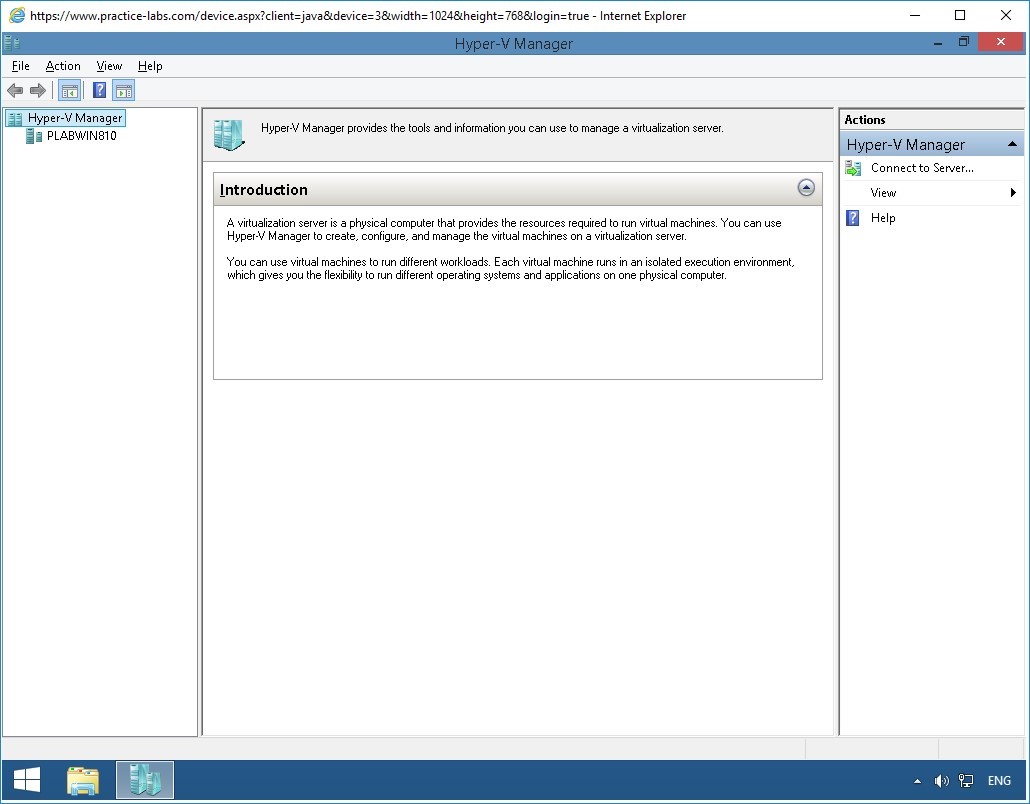 https://www.practice-labs.com/device.aspx?client=java&device=3&width=1024&height=768&login=true - Internet Explorer
Hyper-V Manager
File Action View Help
Hyper-V Manager
PLABWIN810
Hyper-V Manager provides the tools and information you can use to manage a virtualization server.
Introduction
A virtualization server is a physical computer that provides the resources required to run virtual machines. You can use
Hyper-V Manager to create, configure, and manage the virtual machines on a virtualization server.
You can use virtual machines to run different workloads. Each virtual machine runs in an isolated execution environment,
which gives you the flexibility to run different operating systems and applications on one physical computer.
Actions
Hyper-V Manager
Connect to Server...
View
Help
ENG